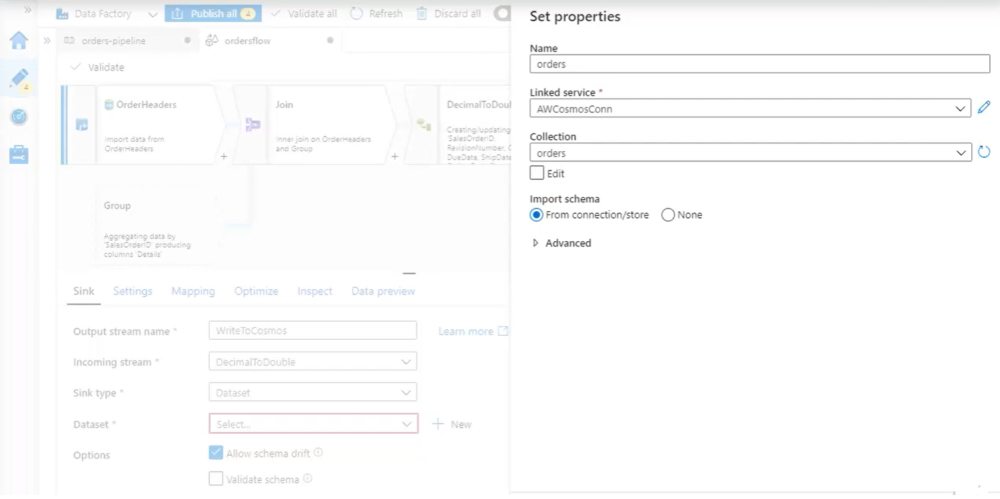 Data Factory Publish all 4 Validate all Refresh Discard all
orders-pipeline ordersflow
Validate
4
OrderHeaders
Import data from
OrderHeaders
Join
Inner join on OrderHeaders
and Group
DecimalToDoul
Creating/updating
'SalesOrderID,
RevisionNumber, O
DueDate, ShipDate
Group
Aggregating data by
'SalesOrderID' producing
columns 'Details'
Sink Settings Mapping Optimize Inspect Data preview
Output stream name * WriteToCosmos Learn more
Incoming stream * DecimalToDouble
Sink type * Dataset
Dataset * Select... New
Options Allow schema drift
Validate schema
Set properties
Name
orders
Linked service *
AWCosmosConn
Collection
orders
Edit
Import schema
From connection/store None
Advanced